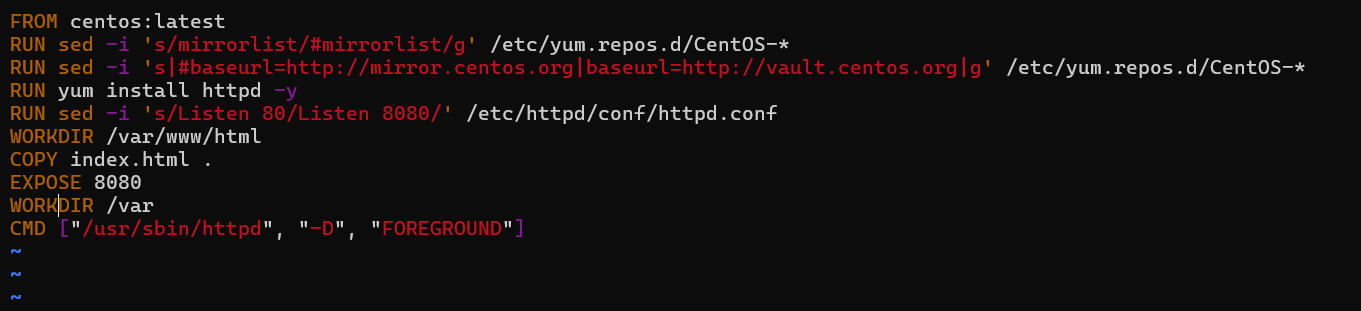 FROM centos:latest
RUN sed -i 's/mirrorlist/#mirrorlist/g' /etc/yum.repos.d/CentOS-*
RUN sed -i 's|#baseurl=http://mirror.centos.org|baseurl=http://vault.centos.org|g' /etc/yum.repos.d/CentOS-*
RUN yum install httpd -y
RUN sed -i 's/Listen 80/Listen 8080/' /etc/httpd/conf/httpd.conf
WORKDIR /var/www/html
COPY index.html .
EXPOSE 8080
WORKDIR /var
CMD ["/usr/sbin/httpd", "-D", "FOREGROUND"]
~
~
~